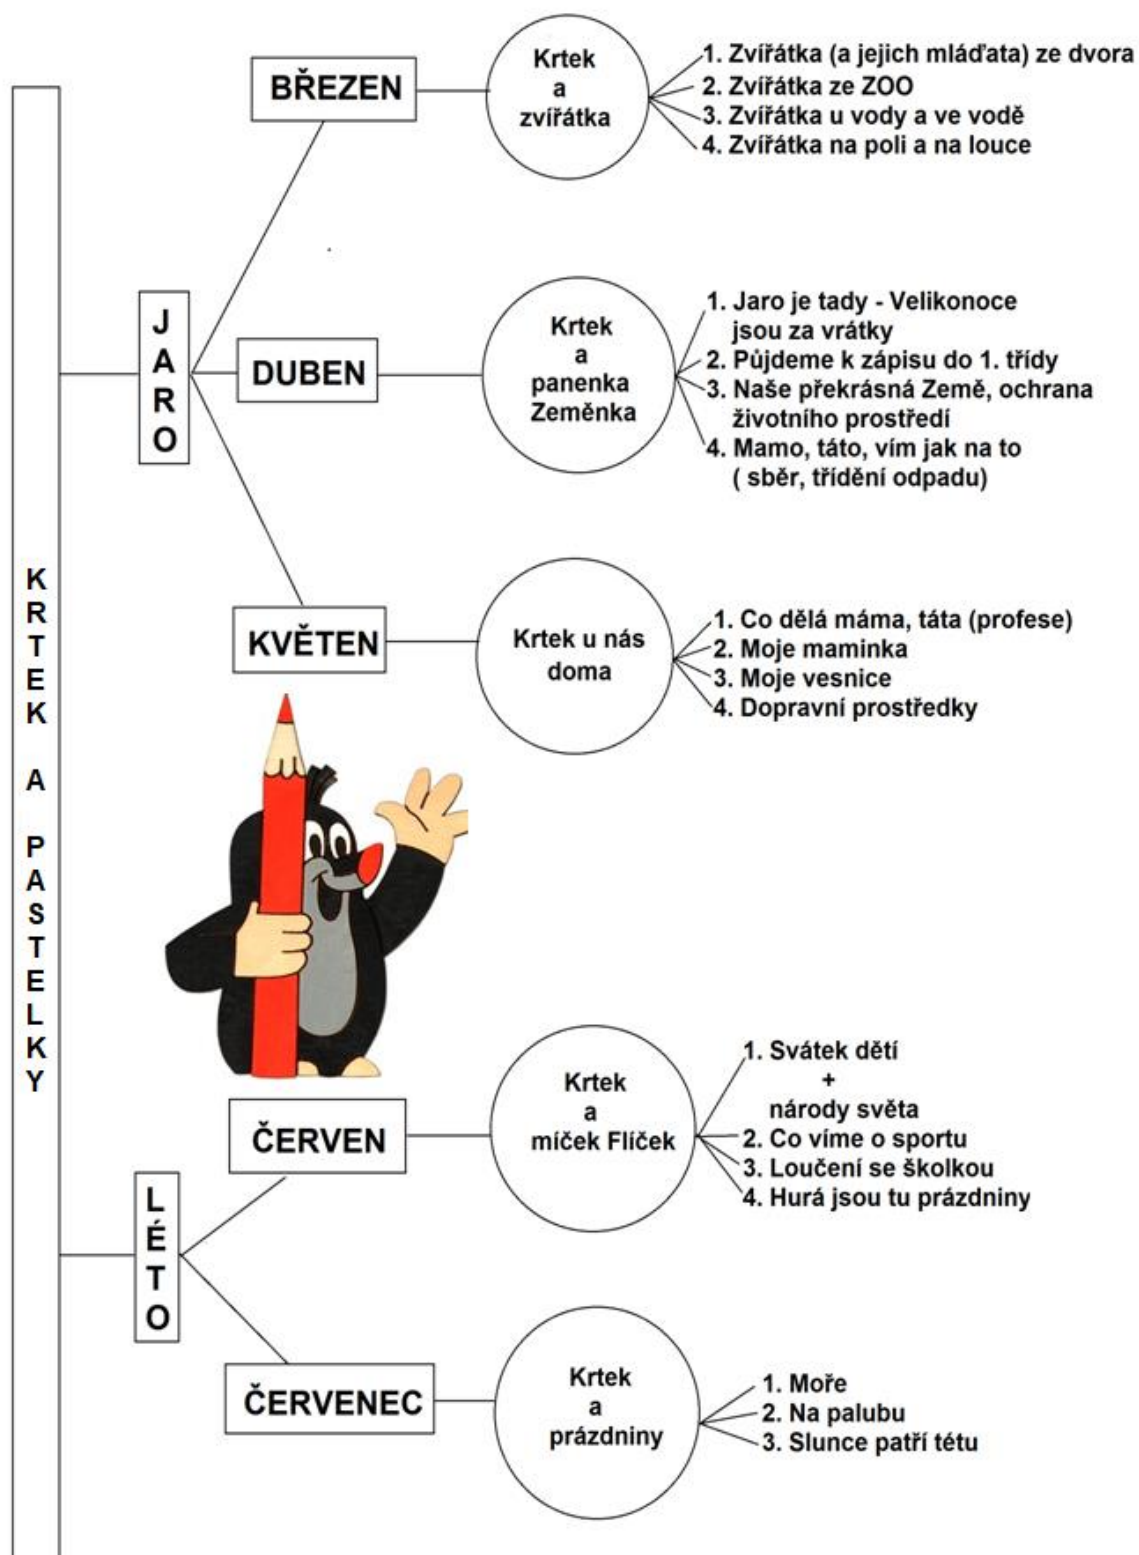 KRTEK A PASTELKY
JARO
BŘEZEN
Krtek
a
zvířátka
1. Zvířátka (a jejich mláďata) ze dvora
2. Zvířátka ze ZOO
3. Zvířátka u vody a ve vodě
4. Zvířátka na poli a na louce
DUBEN
Krtek
a
panenka
Zeměnka
1. Jaro je tady - Velikonoce
jsou za vrátky
2. Půjdeme k zápisu do 1. třídy
3. Naše překrásná Země, ochrana
životního prostředí
4. Mamo, táto, vím jak na to
( sběr, třídění odpadu)
KVĚTEN
Krtek u nás
doma
1. Co dělá máma, táta (profese)
2. Moje maminka
3. Moje vesnice
4. Dopravní prostředky
LÉTO
ČERVEN
Krtek
a
míček Flíček
1. Svátek dětí
+
národy světa
2. Co víme o sportu
3. Loučení se školkou
4. Hurá jsou tu prázdniny
ČERVENEC
Krtek
a
prázdniny
1. Moře
2. Na palubu
3. Slunce patří tétu